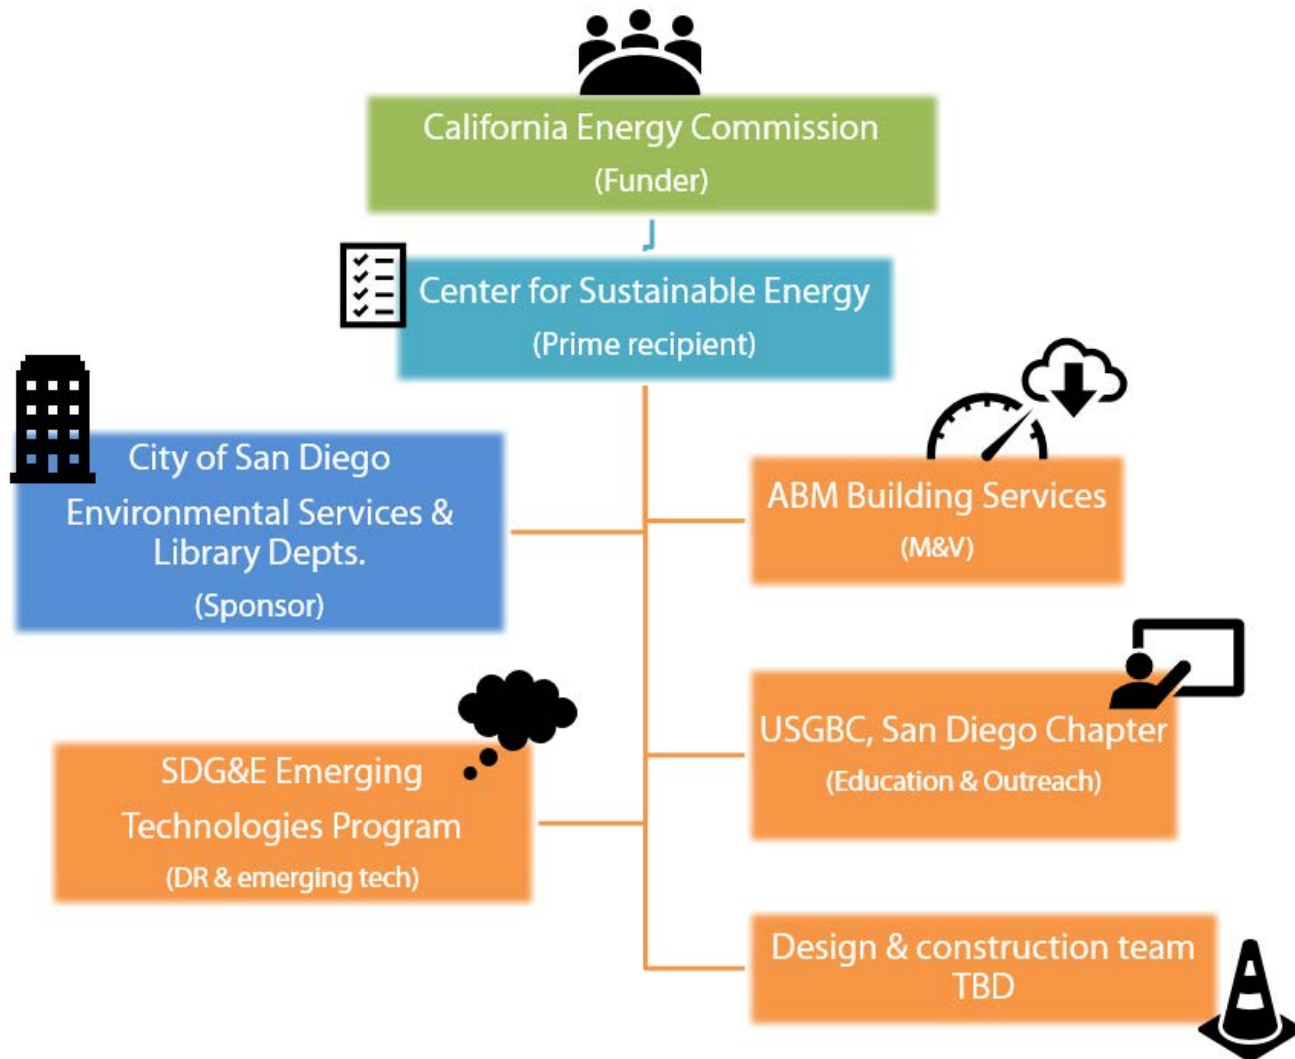 California Energy Commission
(Funder)
Center for Sustainable Energy
(Prime recipient)
City of San Diego
Environmental Services &
Library Depts.
(Sponsor)
ABM Building Services
(M&V)
SDG&E Emerging
Technologies Program
(DR & emerging tech)
USGBC, San Diego Chapter
(Education & Outreach)
Design & construction team
TBD